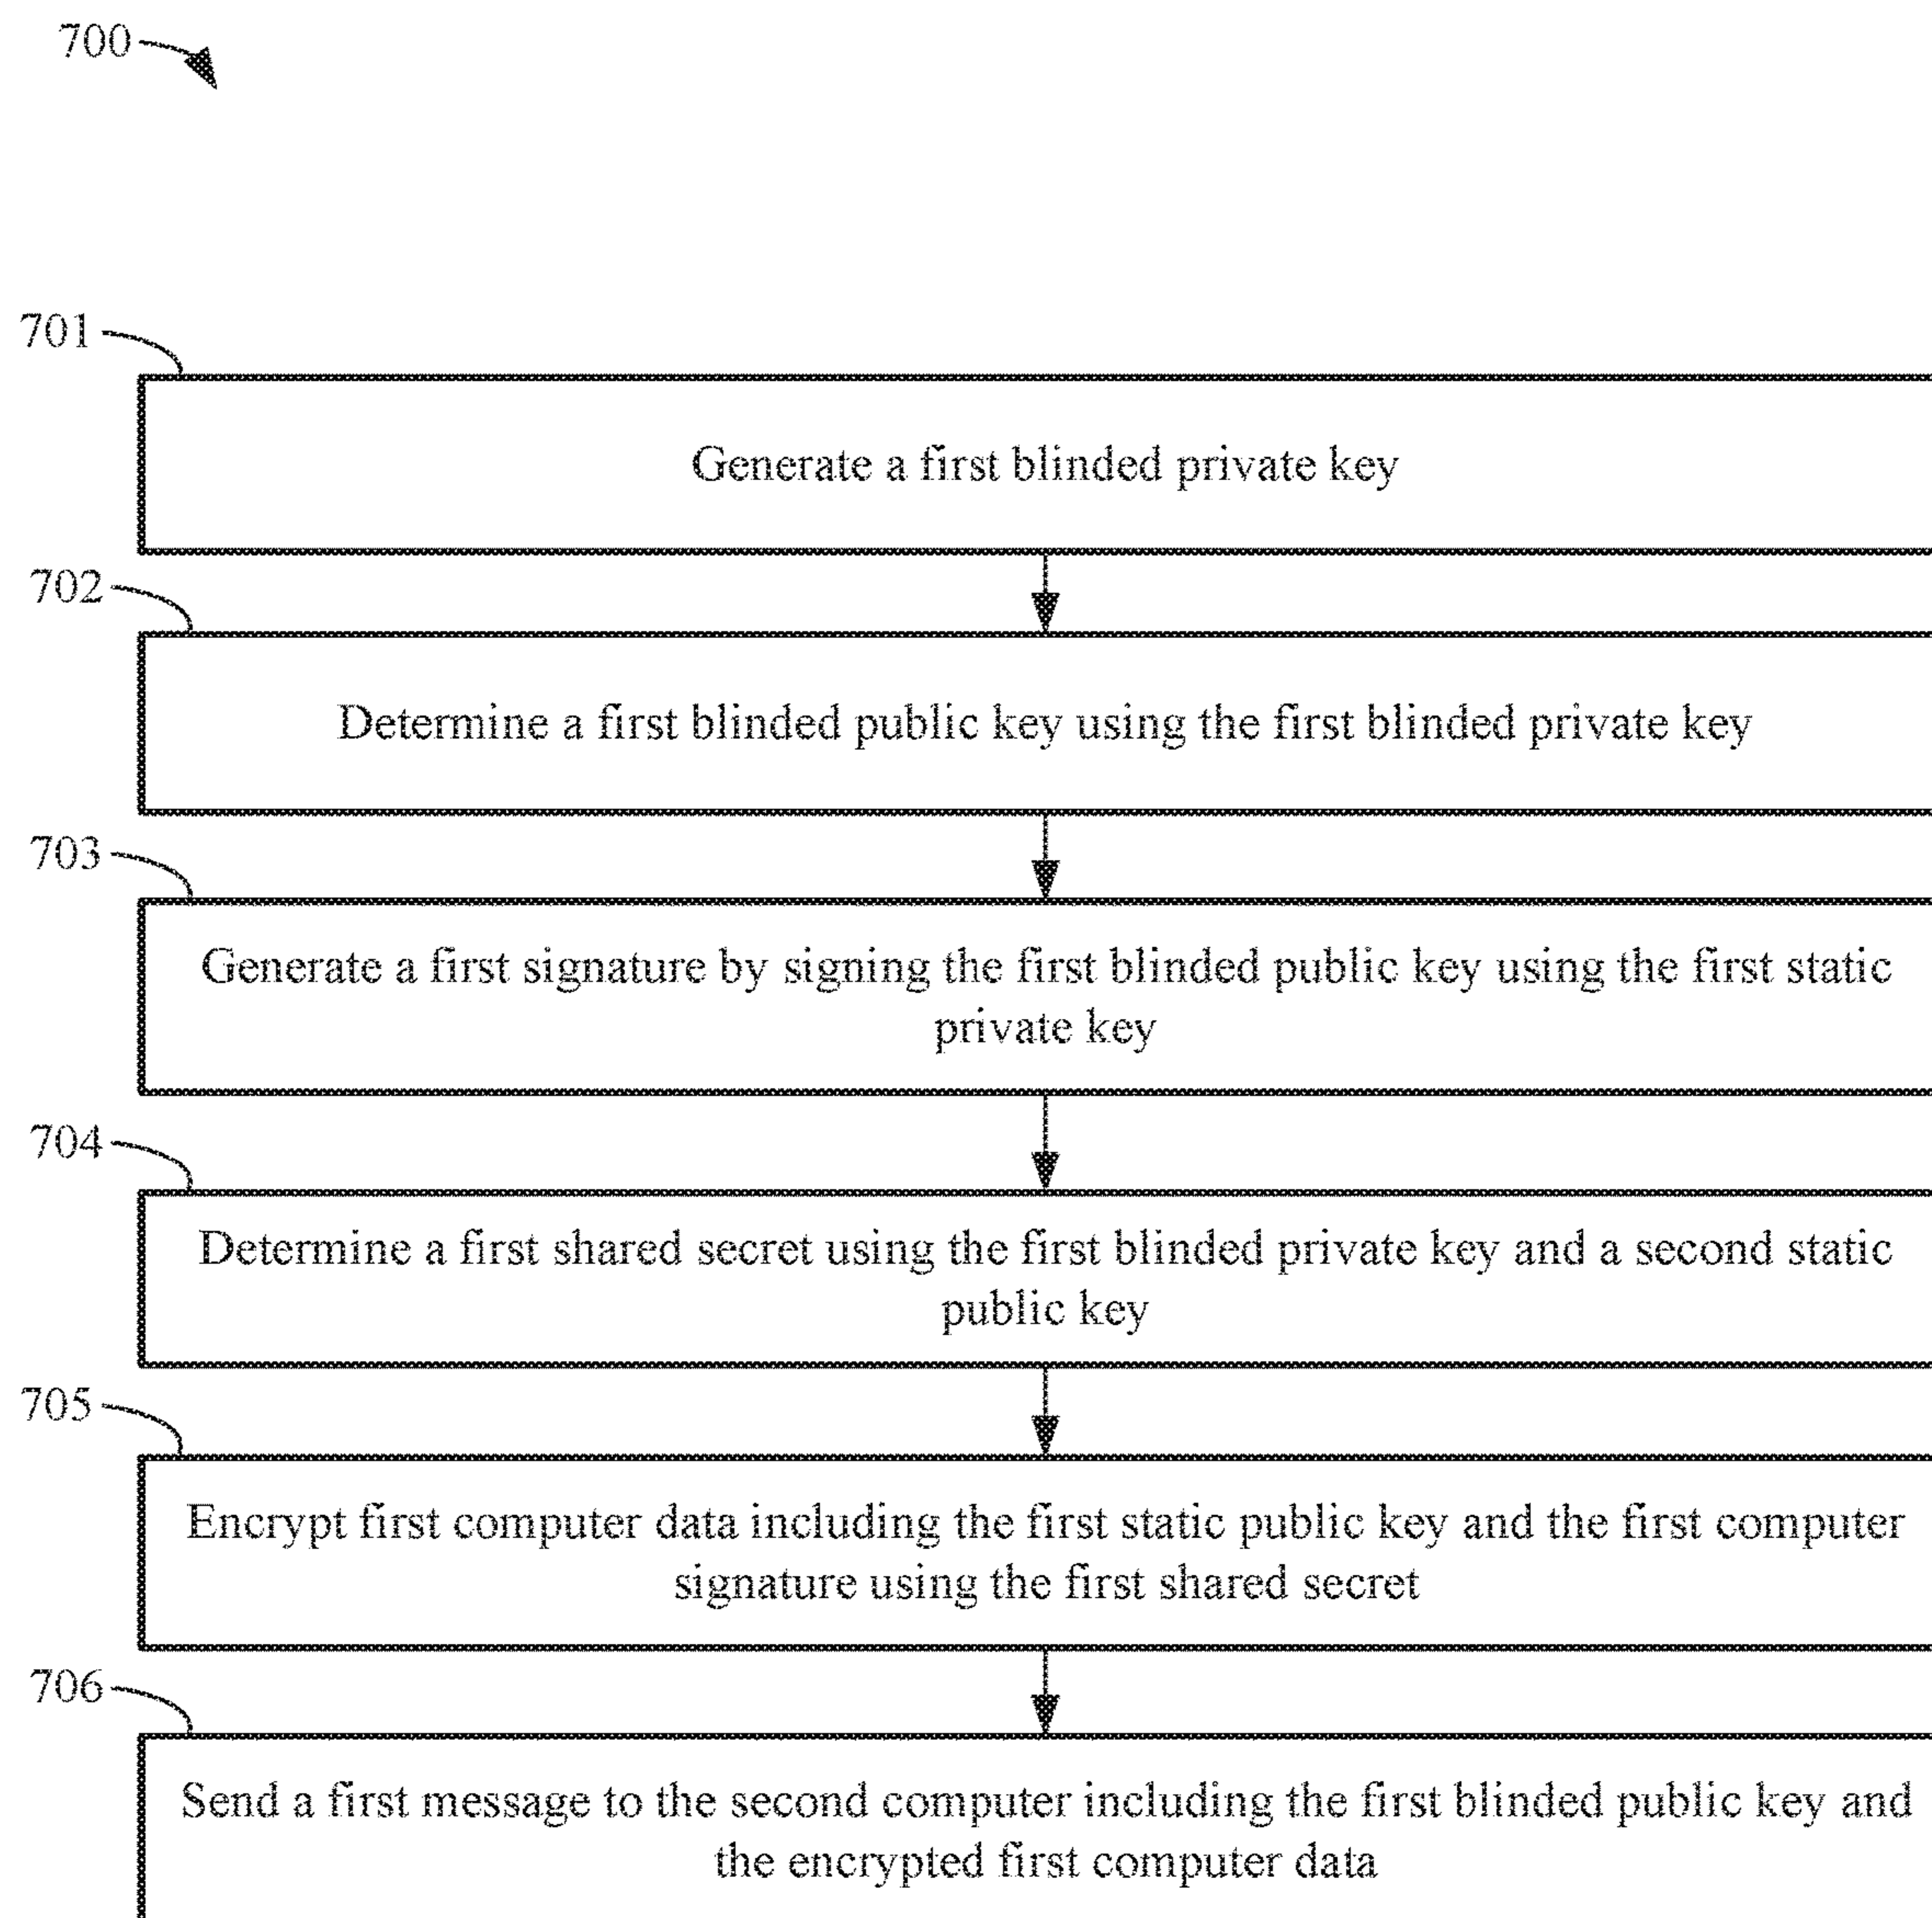 700
701
Generate a first blinded private key
702
Determine a first blinded public key using the first blinded private key
703
Generate a first signature by signing the first blinded public key using the first static
private key
704
Determine a first shared secret using the first blinded private key and a second static
public key
705
Encrypt first computer data including the first static public key and the first computer
signature using the first shared secret
706
Send a first message to the second computer including the first blinded public key and
the encrypted first computer data